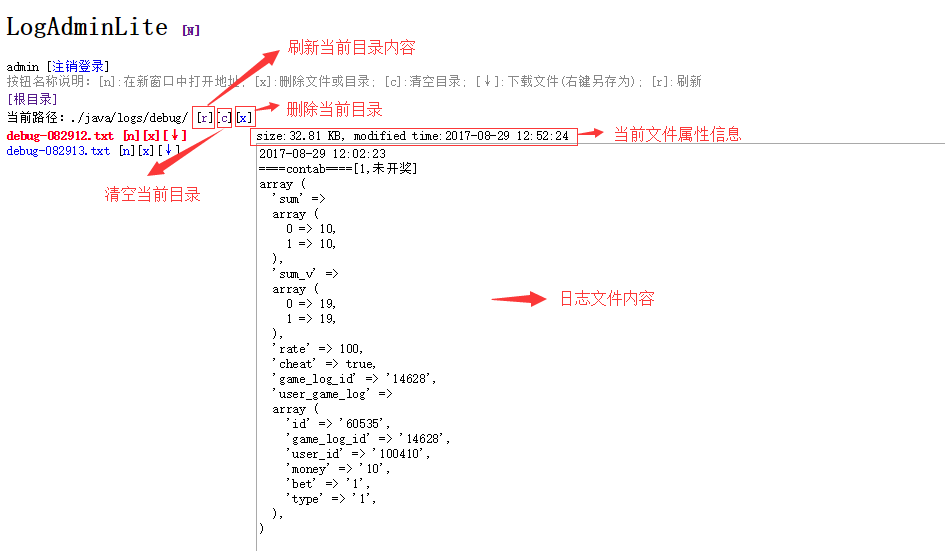 LogAdminLite [N]
刷新当前目录内容
admin [注销登录]
按钮名称说明: [n]:在新窗口中打开地址; [x]:删除文件或目录; [c]:清空目录; [↓]:下载文件(右键另存为); [r]:刷新
[根目录]
删除当前目录
当前路径: ./java/logs/debug/ [r][c][x]
debug-082912.txt [n][x][↓]
size:32.81 KB, modified time:2017-08-29 12:52:24
当前文件属性信息
debug-082913.txt [n][x][↓]
清空当前目录
2017-08-29 12:02:23
====contab====[1,未开奖]
array (
'sum' =>
array (
0 => 10,
1 => 10,
),
'sum_v' =>
array (
0 => 19,
1 => 19,
),
日志文件内容
'rate' => 100,
'cheat' => true,
'game_log_id' => '14628',
'user_game_log' =>
array (
'id' => '60535',
'game_log_id' => '14628',
'user_id' => '100410',
'money' => '10',
'bet' => '1',
'type' => '1',
),
)